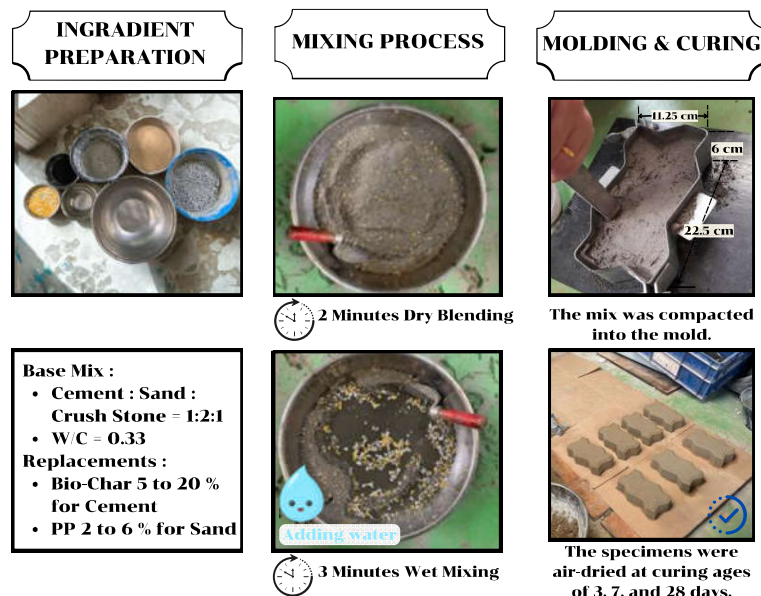 INGRADIENT
PREPARATION
MIXING PROCESS
MOLDING & CURING
11.25 cm
6 cm
22.5 cm
2 Minutes Dry Blending
The mix was compacted
into the mold.
Base Mix :
• Cement : Sand :
Crush Stone = 1:2:1
• W/C = 0.33
Replacements :
• Bio-Char 5 to 20 %
for Cement
• PP 2 to 6 % for Sand
Adding water
3 Minutes Wet Mixing
The specimens were
air-dried at curing ages
of 3, 7, and 28 days.